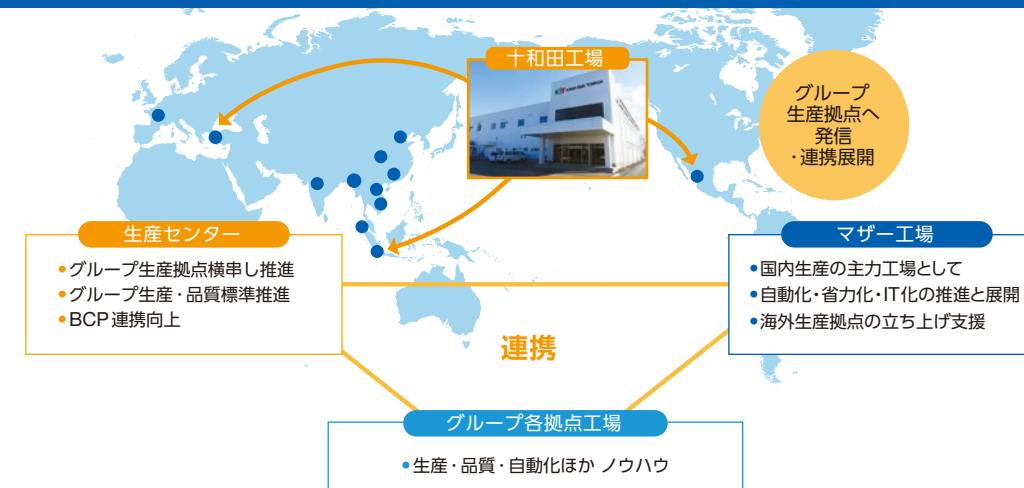 十和田工場
グループ
生産拠点へ
発信
・連携展開
生産センター
•グループ生産拠点横串し推進
•グループ生産・品質標準推進
•BCP連携向上
マザー工場
•国内生産の主力工場として
•自動化・省力化・IT化の推進と展開
•海外生産拠点の立ち上げ支援
連携
グループ各拠点工場
•生産・品質・自動化ほか ノウハウ